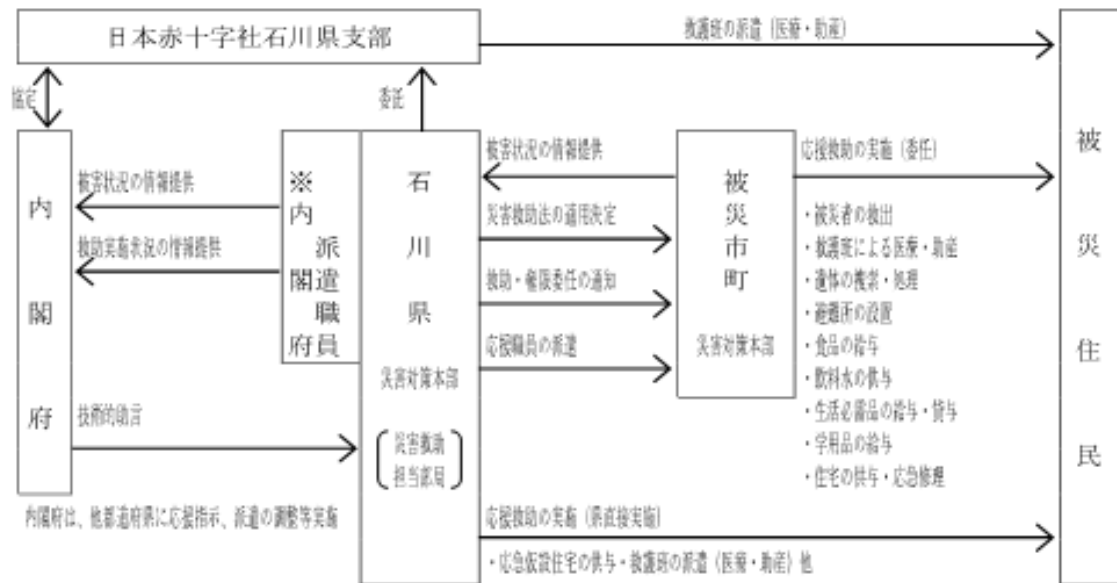 日本赤十字社石川県支部
救護班の派遣（医療・助産）
協定
委託
内閣府
被害状況の情報提供
救助実施状況の情報提供
技術的助言
内閣府は、他都道府県に応援指示、派遣の調整等実施
※内閣府
派遣職員
石川県
災害対策本部
災害救助
担当部局
被害状況の情報提供
災害救助法の適用決定
救助・権限委任の通知
応援職員の派遣
被災市町
災害対策本部
応援救助の実施（委任）
・被災者の救出
・救護班による医療・助産
・遺体の捜索・処理
・避難所の設置
・食品の給与
・飲料水の供与
・生活必需品の給与・貸与
・学用品の給与
・住宅の供与・応急修理
応援救助の実施（県直接実施）
・応急仮設住宅の供与・救護班の派遣（医療・助産）他
被災住民